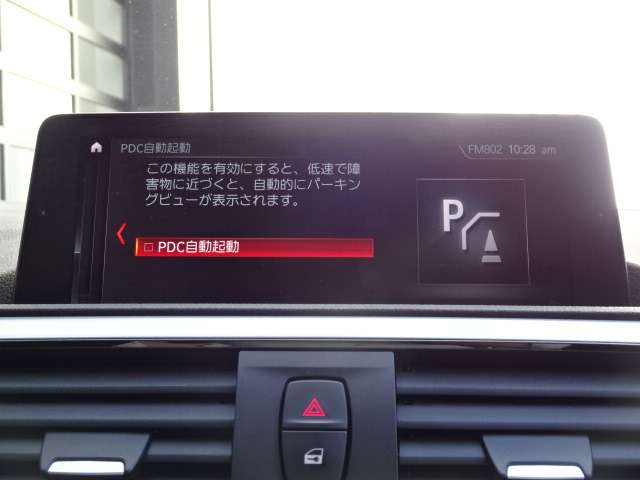 PDC自動起動
FM802 10:28 am
この機能を有効にすると、低速で障
害物に近づくと、自動的にパーキン
グビューが表示されます。
PDC自動起動
P